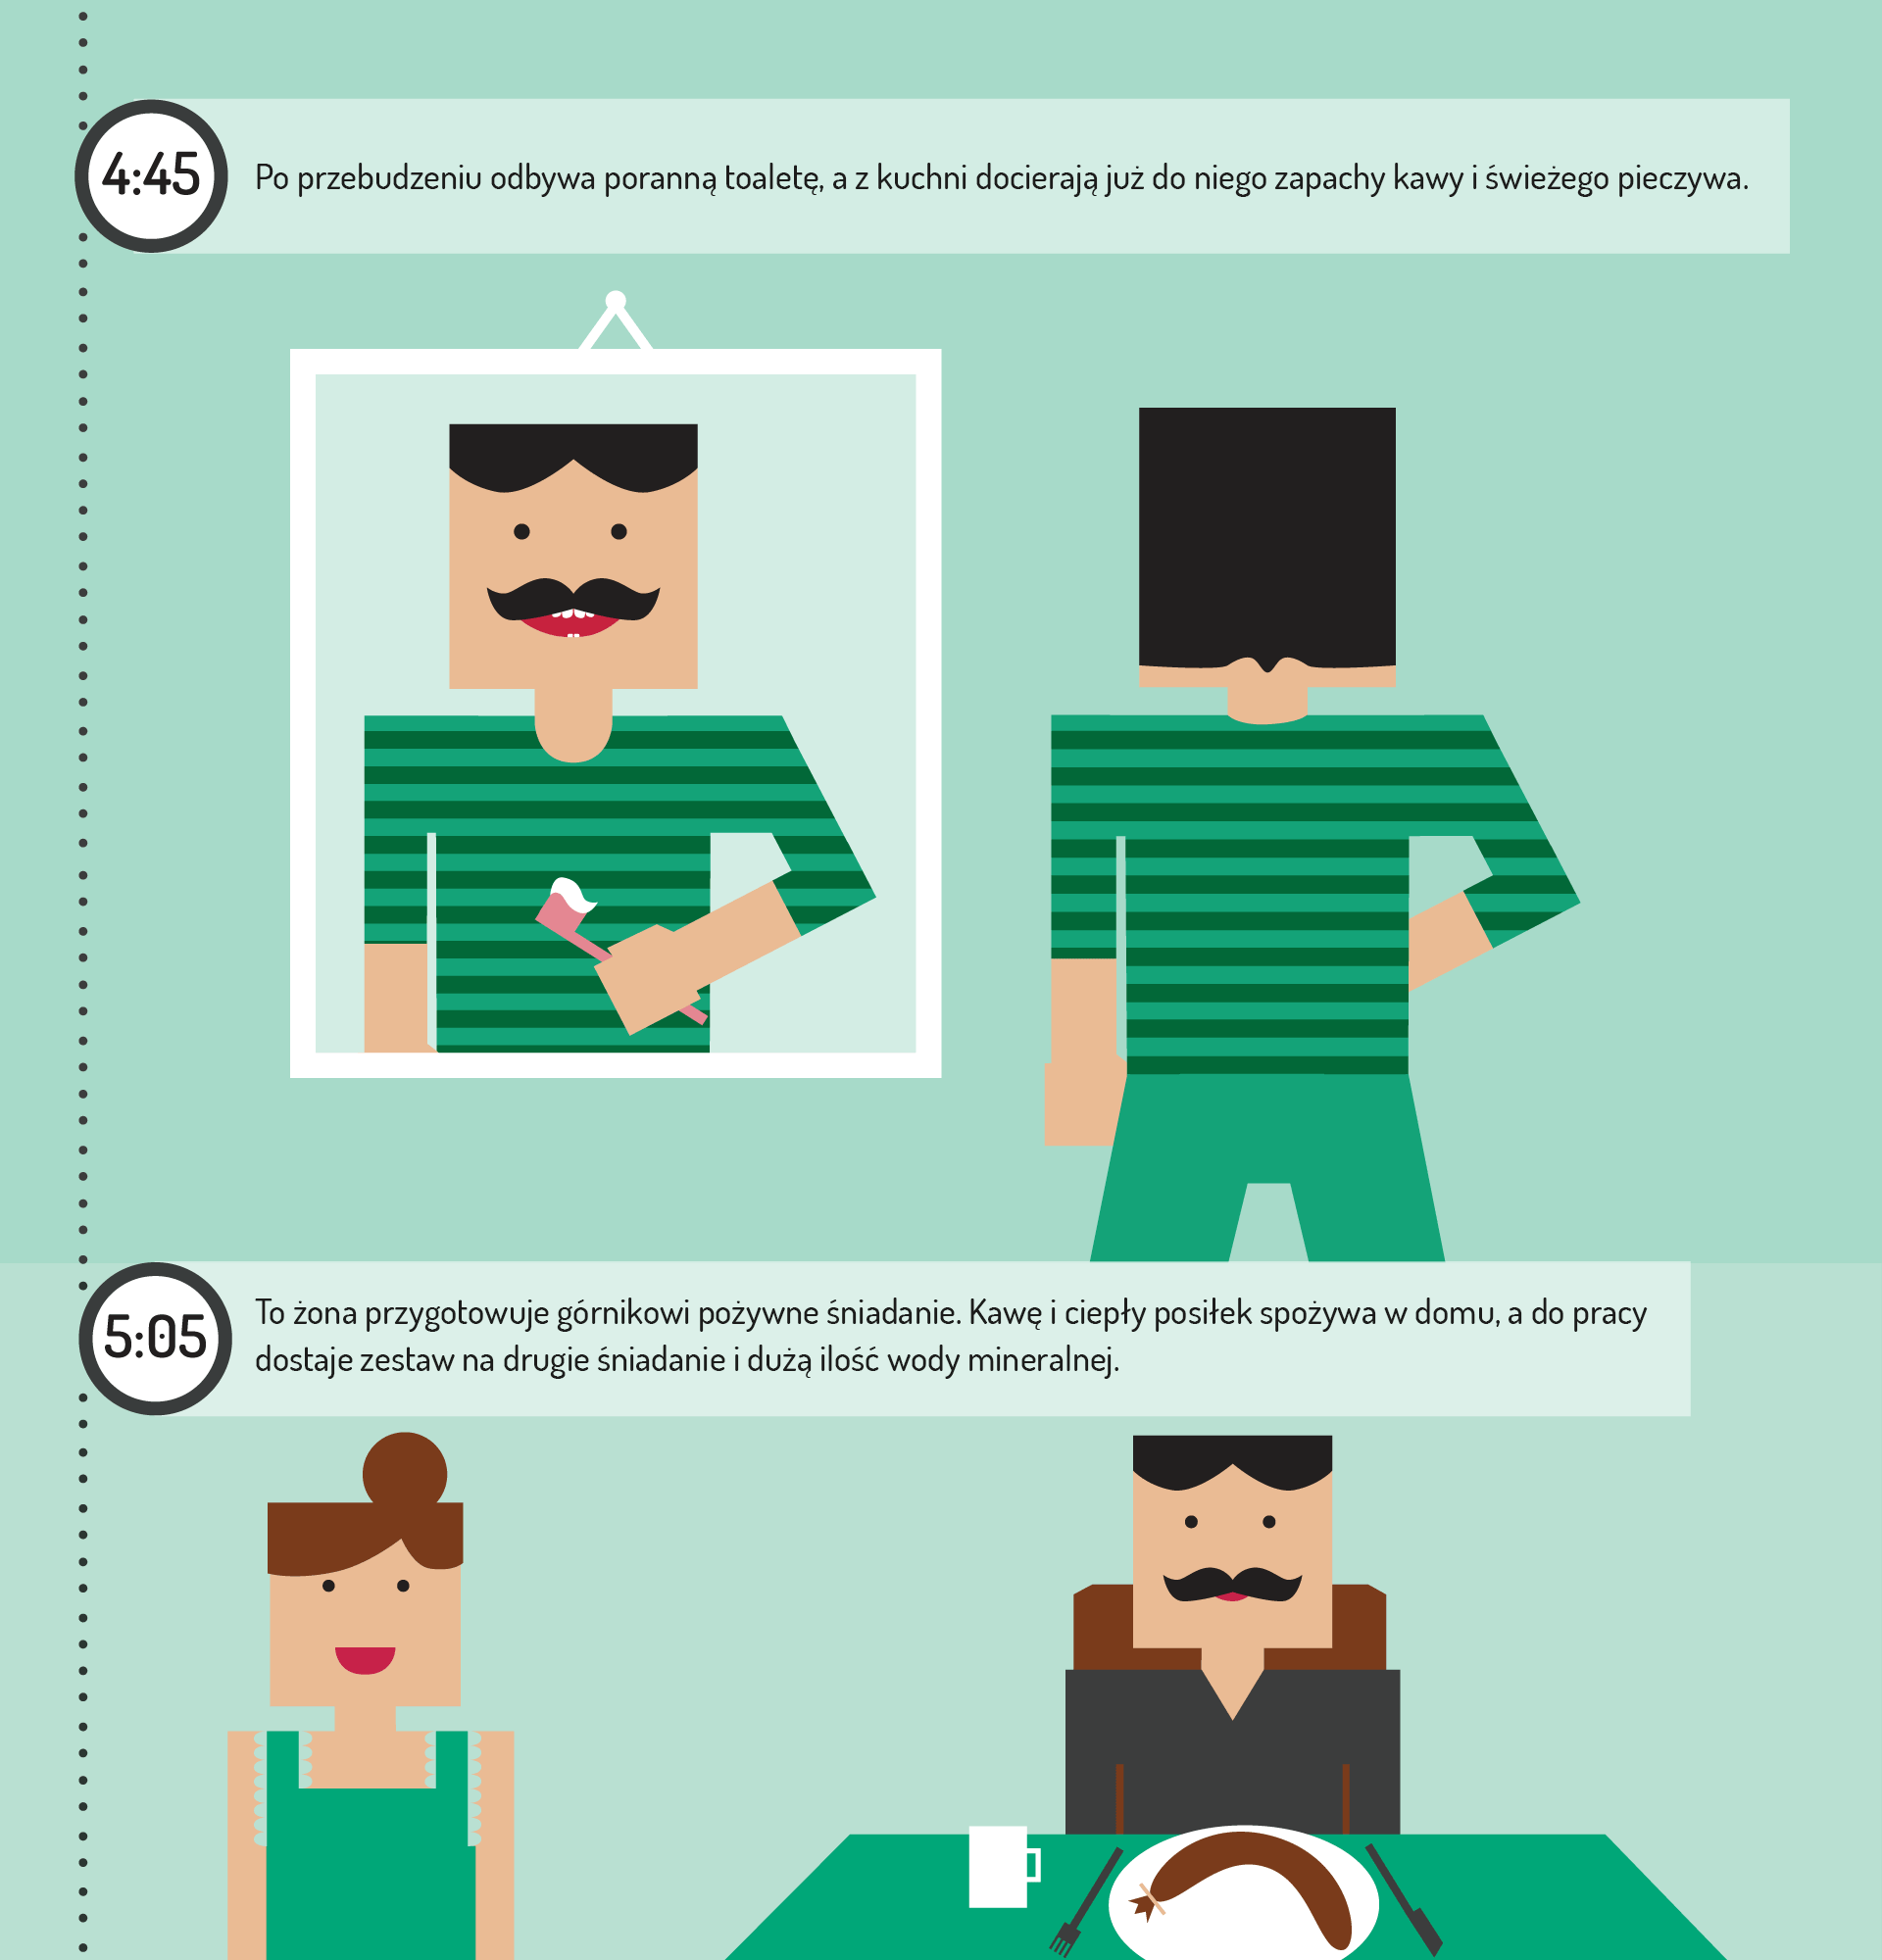 4:45
Po przebudzeniu odbywa poranną toaletę, a z kuchni docierają już do niego zapachy kawy i świeżego pieczywa.
5:05
To żona przygotowuje górnikowi pożywne śniadanie. Kawę i ciepły posiłek spożywa w domu, a do pracy
dostaje zestaw na drugie śniadanie i dużą ilość wody mineralnej.